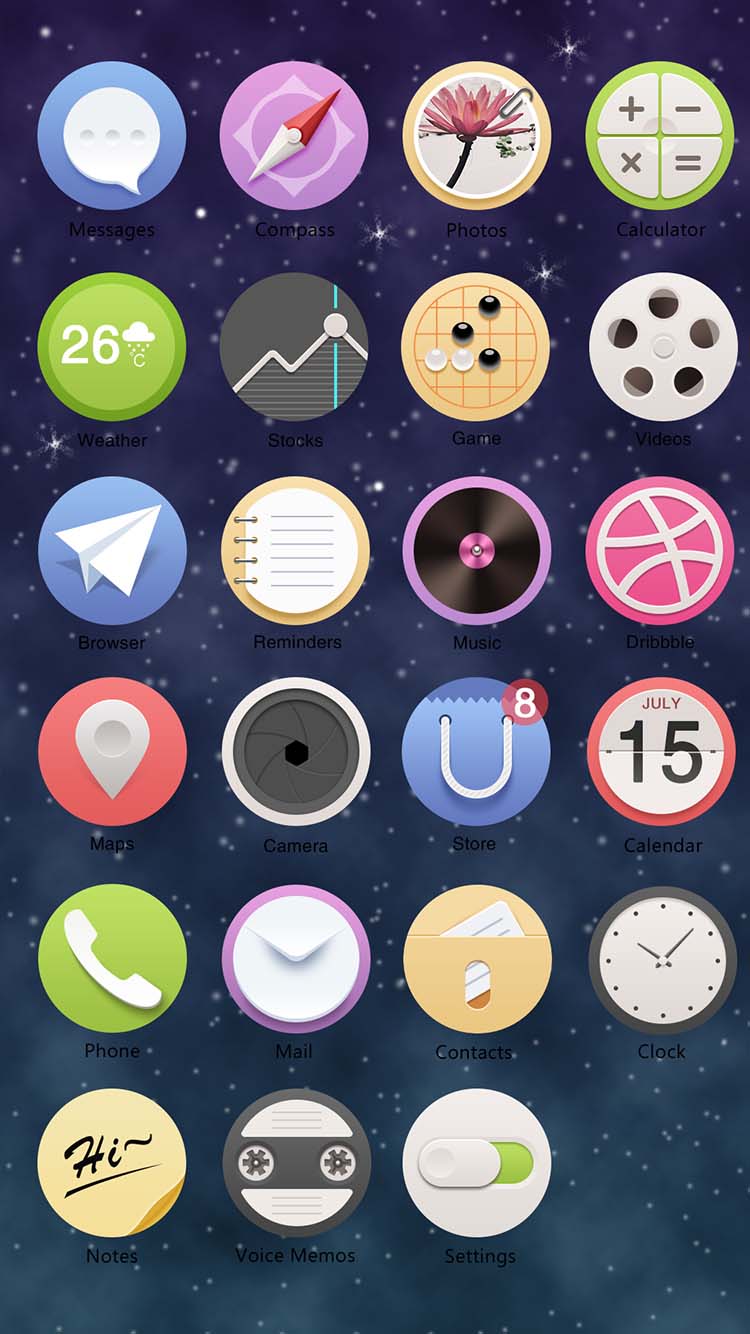 Messages
Compass
Photos
Calculator
26
°C
Weather
Stocks
Game
Videos
Browser
Reminders
Music
Dribbble
8
JULY
15
Maps
Camera
Store
Calendar
Phone
Mail
Contacts
Clock
Hi~
Notes
Voice Memos
Settings